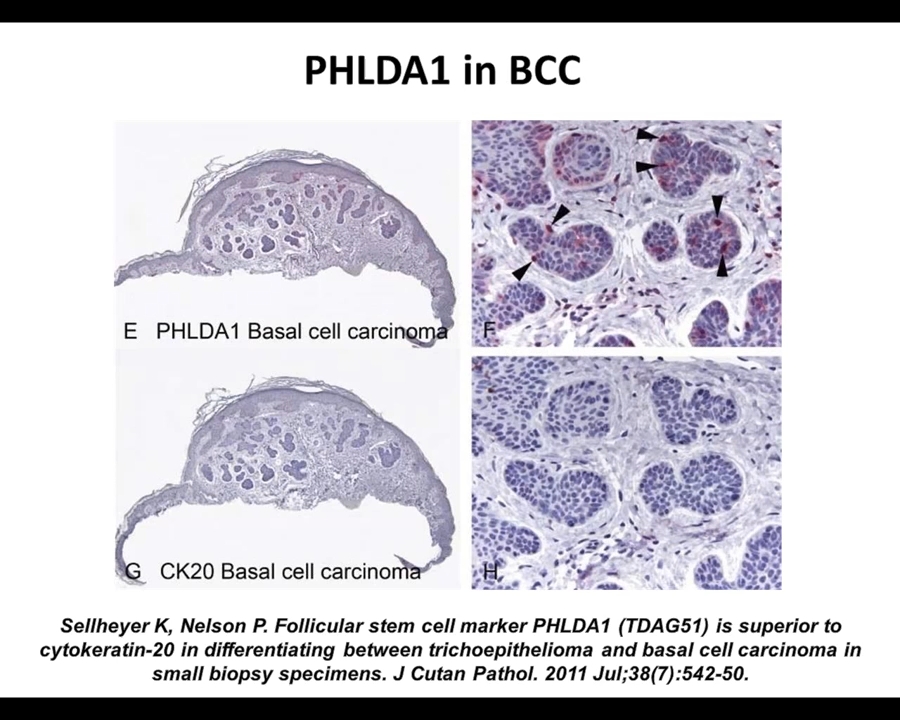 PHLDA1 in BCC
E PHLDA1 Basal cell carcinoma
F
G CK20 Basal cell carcinoma
H
Sellheyer K, Nelson P. Follicular stem cell marker PHLDA1 (TDAG51) is superior to
cytokeratin-20 in differentiating between trichoepithelioma and basal cell carcinoma in
small biopsy specimens. J Cutan Pathol. 2011 Jul;38(7):542-50.